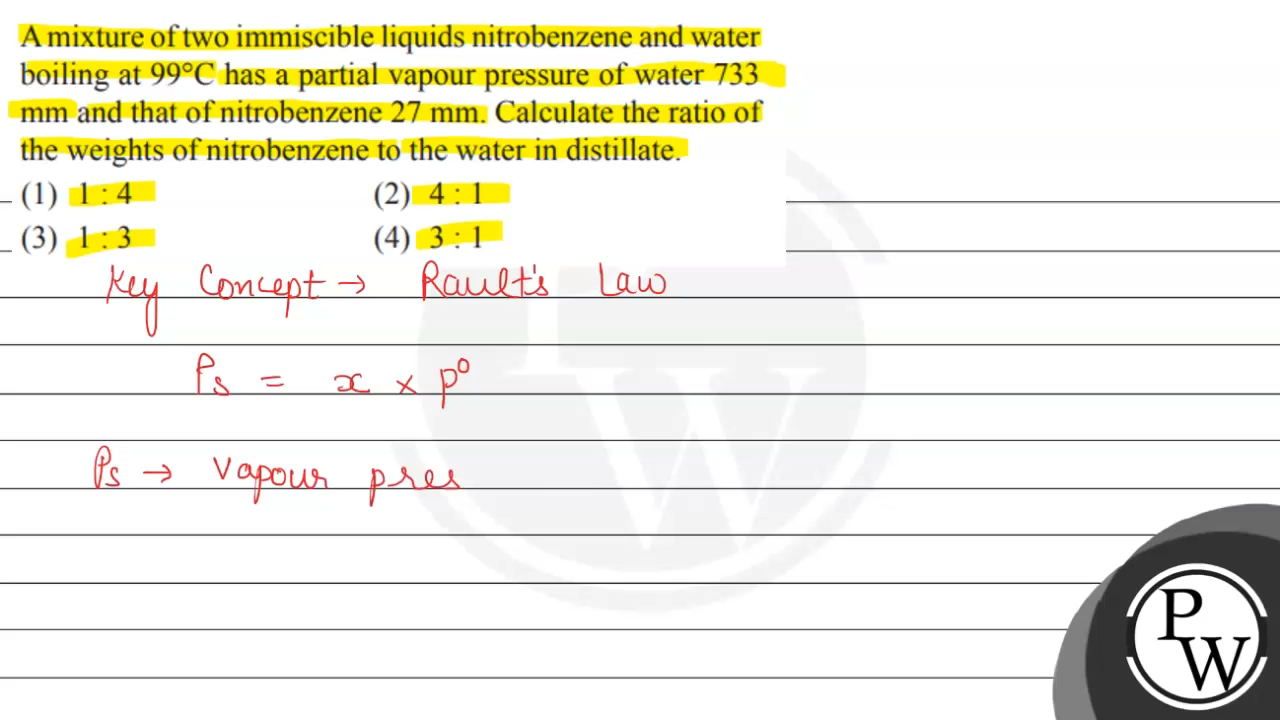 A mixture of two immiscible liquids nitrobenzene and water
boiling at 99°C has a partial vapour pressure of water 733
mm and that of nitrobenzene 27 mm. Calculate the ratio of
the weights of nitrobenzene to the water in distillate.
(1) 1 : 4 (2) 4 : 1
(3) 1 : 3 (4) 3 : 1
Key Concept → Rault's Law
Ps = x × p⁰
Ps → Vapour pres
PW